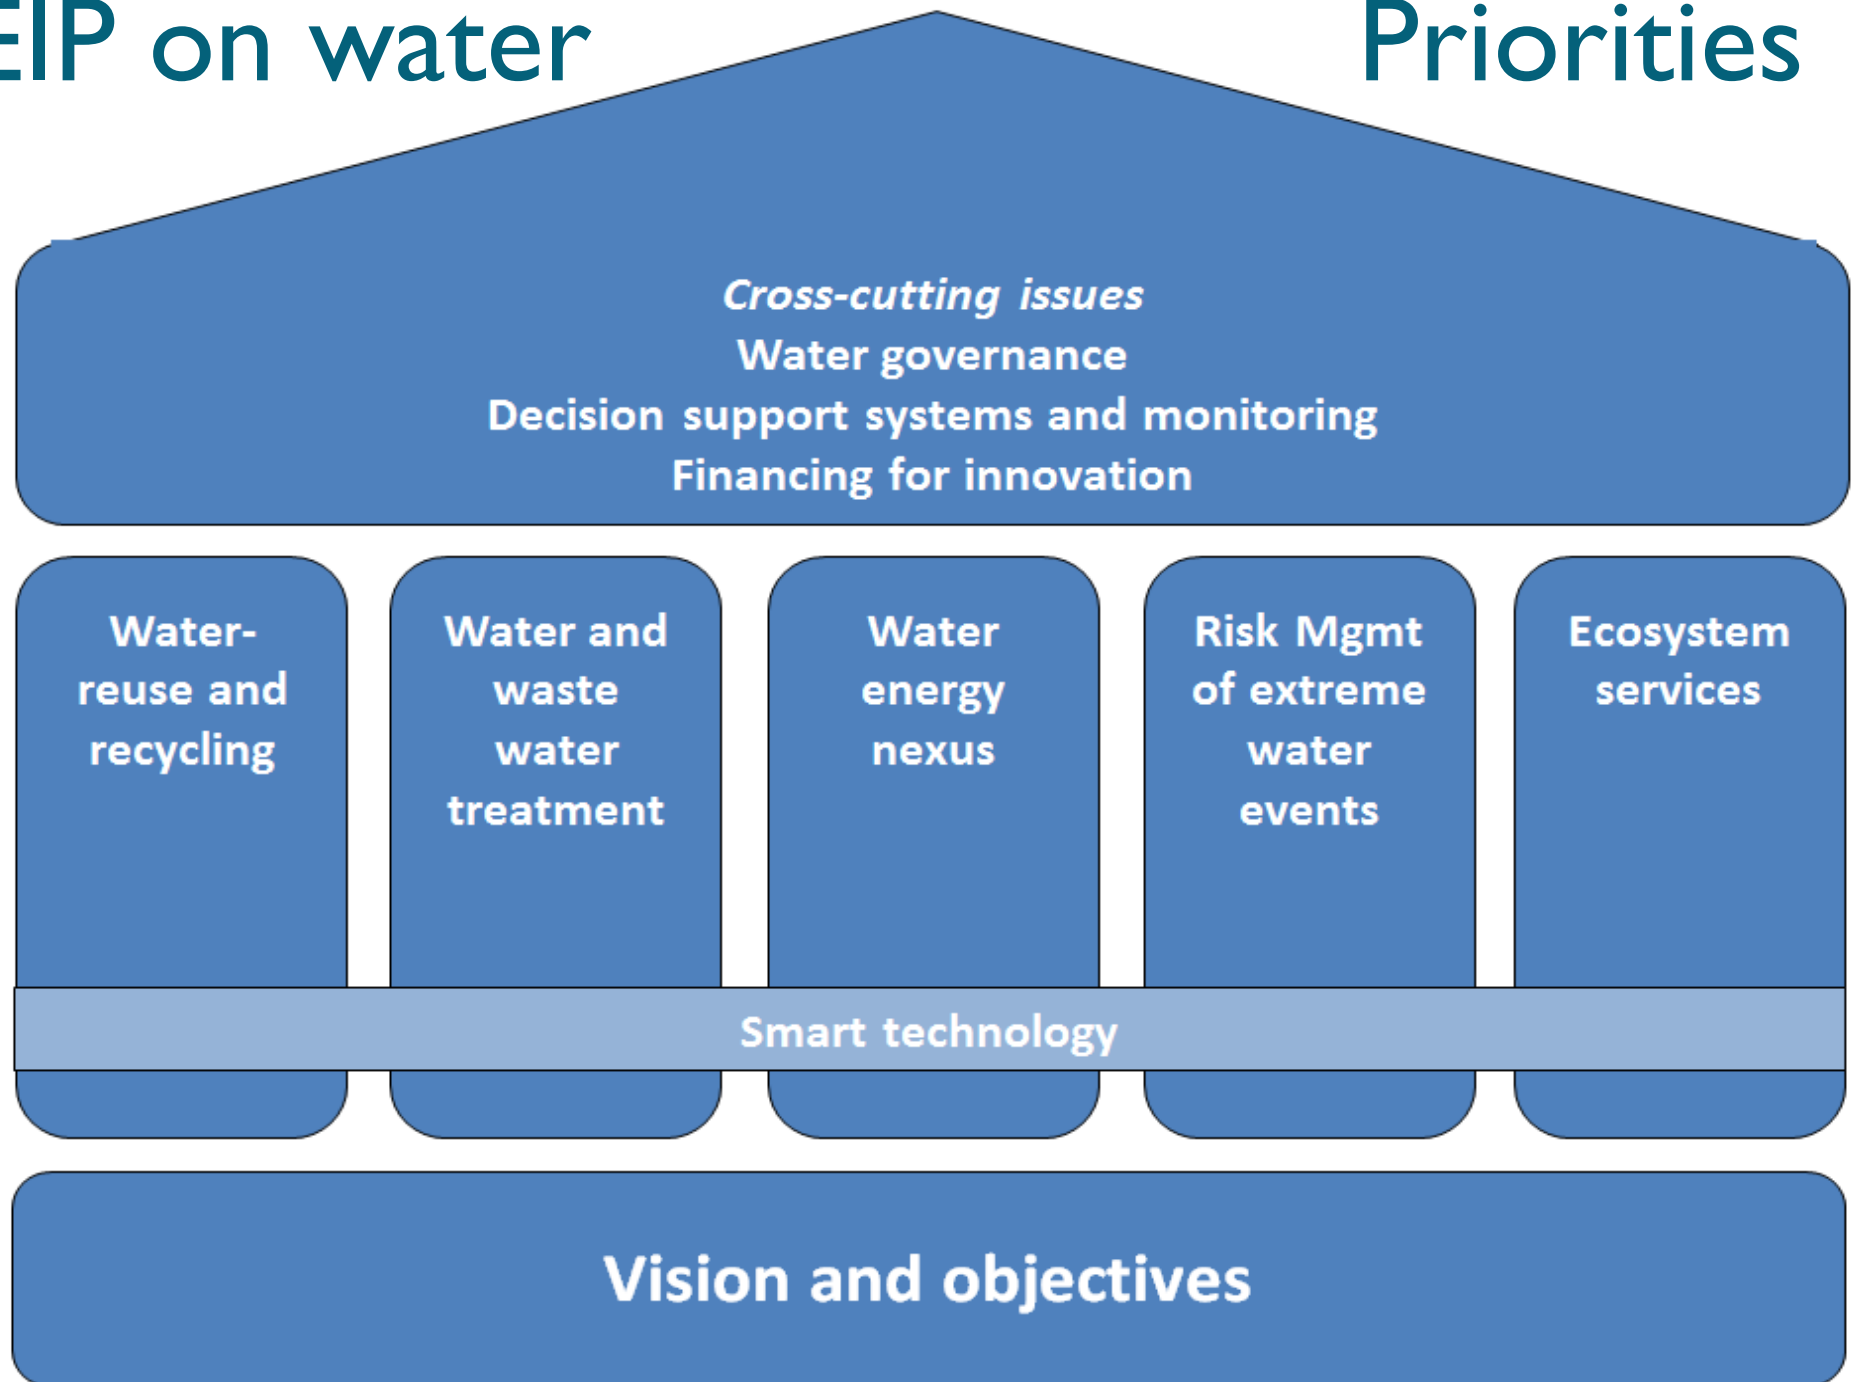 EIP on water Priorities
Cross-cutting issues
Water governance
Decision support systems and monitoring
Financing for innovation
Water-
reuse and
recycling
Water and
waste
water
treatment
Water
energy
nexus
Risk Mgmt
of extreme
water
events
Ecosystem
services
Smart technology
Vision and objectives